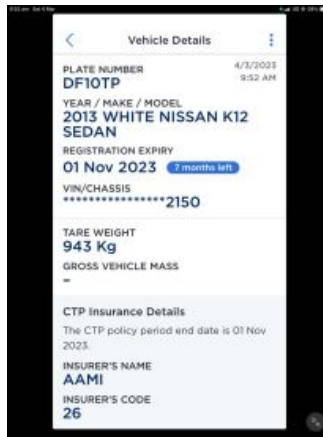 Vehicle Details
4/3/2023
PLATE NUMBER
9:52 AM
DF10TP
YEAR / MAKE / MODEL
2013 WHITE NISSAN K12
SEDAN
REGISTRATION EXPIRY
01 Nov 2023 7 months left
VIN/CHASSIS
****************2150
TARE WEIGHT
943 Kg
GROSS VEHICLE MASS
–
CTP Insurance Details
The CTP policy period end date is 01 Nov
2023.
INSURER'S NAME
AAMI
INSURER'S CODE
26